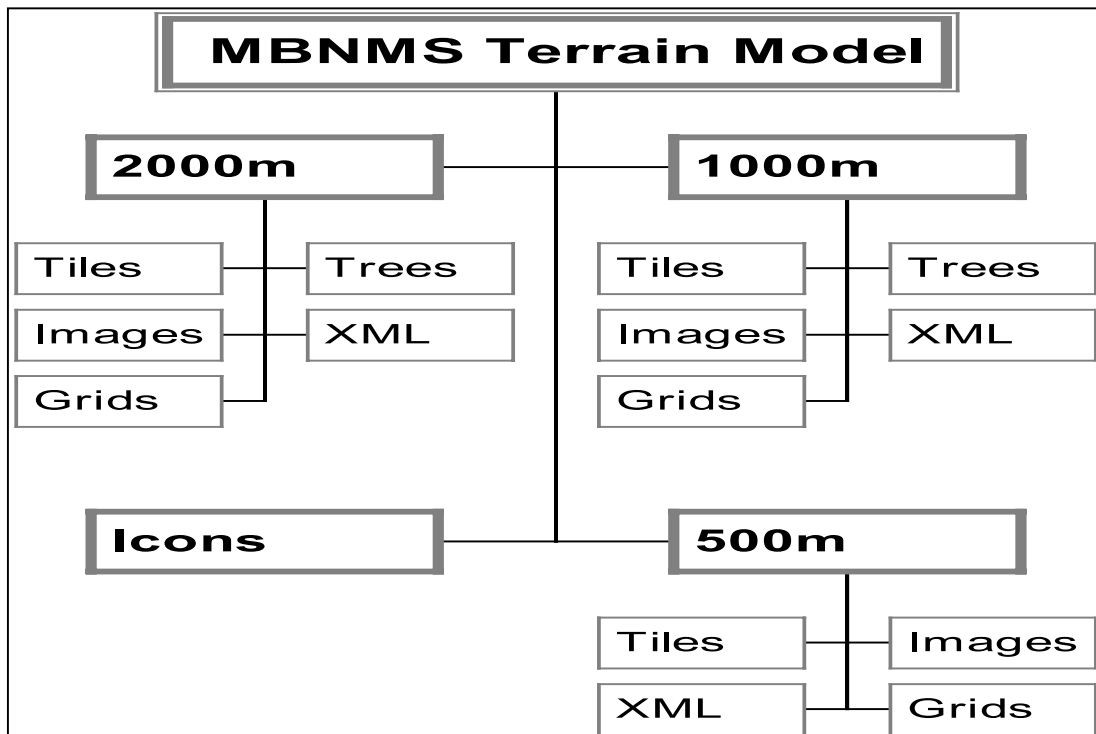 MBNMS Terrain Model
2000m
1000m
Tiles
Trees
Tiles
Trees
Images
XML
Images
XML
Grids
Grids
Icons
500m
Tiles
Images
XML
Grids